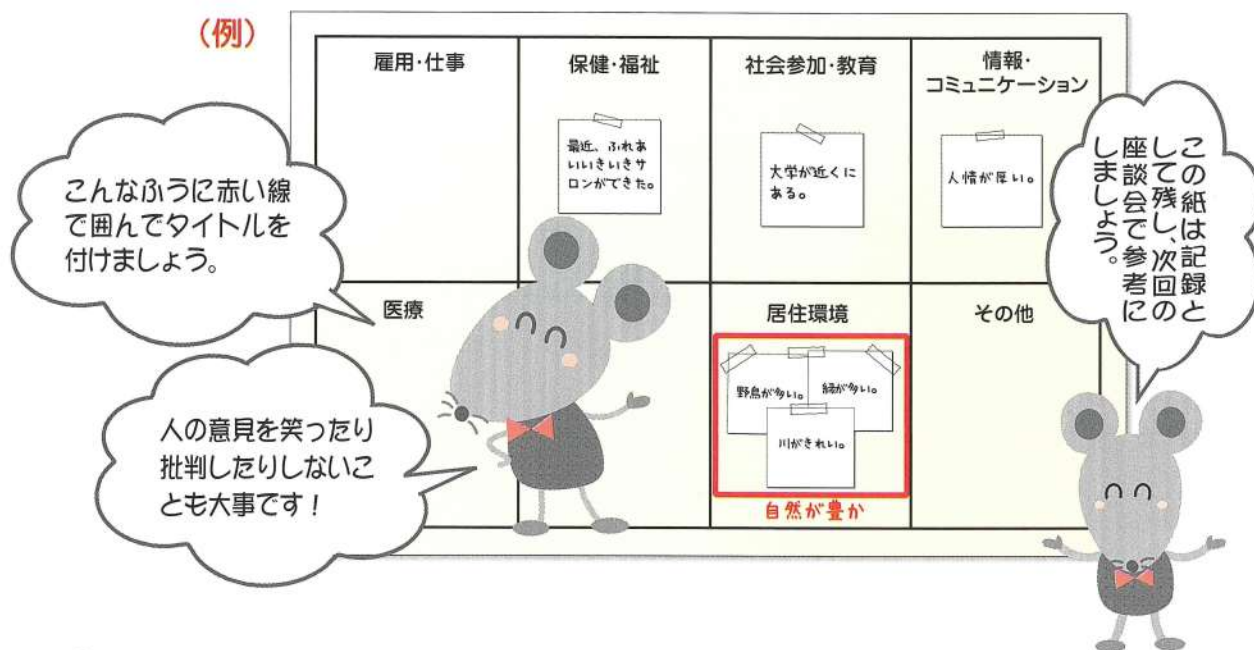 (例)
雇用・仕事
保健・福祉
社会参加・教育
情報・
コミュニケーション
最近、ふれあ
いいきいきサ
ロンができた。
大学が近くに
ある。
人情が厚い。
こんなふうに赤い線
で囲んでタイトルを
付けましょう。
この紙は記録と
して残し、次回の
座談会で参考に
しましょう。
医療
居住環境
その他
野鳥が多い。
緑が多い。
川がきれい。
自然が豊か
人の意見を笑ったり
批判したりしないこ
とも大事です！